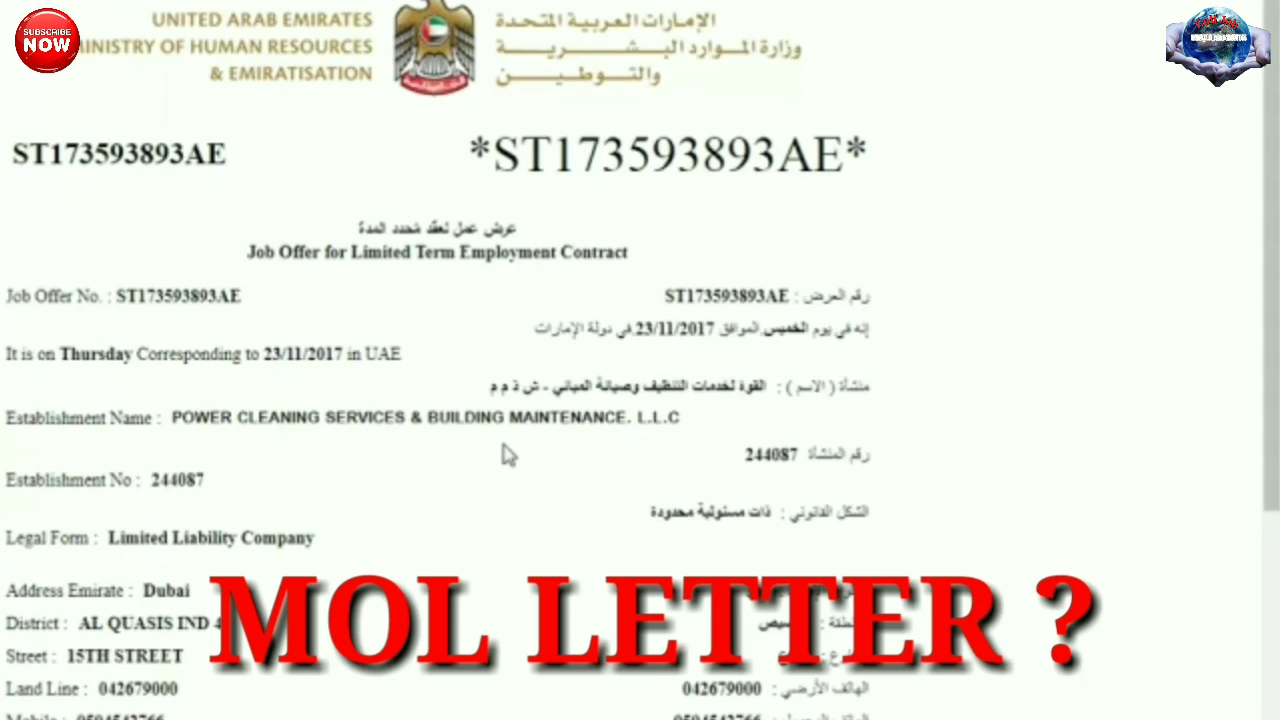 SUBSCRIBE
NOW
UNITED ARAB EMIRATES
MINISTRY OF HUMAN RESOURCES
& EMIRATISATION
الإمارات العربية المتحدة
وزارة الموارد البشرية
والتوطين
ST173593893AE
*ST173593893AE*
عرض عمل لعقد محدد المدة
Job Offer for Limited Term Employment Contract
Job Offer No. : ST173593893AE
رقم العرض : ST173593893AE
إنه في يوم الخميس الموافق 23/11/2017 في دولة الإمارات
It is on Thursday Corresponding to 23/11/2017 in UAE
منشأة ( الاسم ) : القوة لخدمات التنظيف وصيانة المباني - ش ذ م م
Establishment Name : POWER CLEANING SERVICES & BUILDING MAINTENANCE. L.L.C
رقم المنشأة 244087
Establishment No : 244087
الشكل القانوني : ذات مسئولية محدودة
Legal Form : Limited Liability Company
Address Emirate : Dubai
District : AL QUASIS IND 4
Street : 15TH STREET
MOL LETTER ?
Land Line : 042679000
الهاتف الأرضي : 042679000